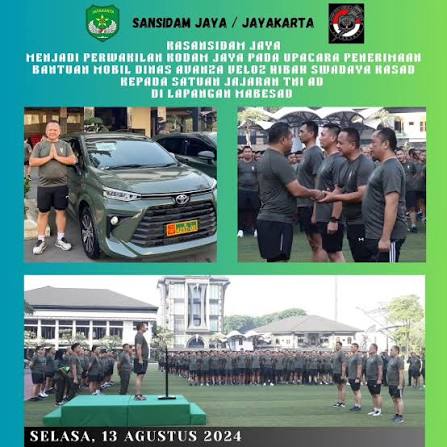 SANSIDAM JAYA / JAYAKARTA
KASANSIDAM JAYA
MENJADI PERWAKILAN KODAM JAYA PADA UPACARA PENERIMAAN
BANTUAN MOBIL DINAS AVANZA VELOZ HIBAH SWADAYA KASAD
KEPADA SATUAN JAJARAN TNI AD
DI LAPANGAN MABESAD
SELASA, 13 AGUSTUS 2024